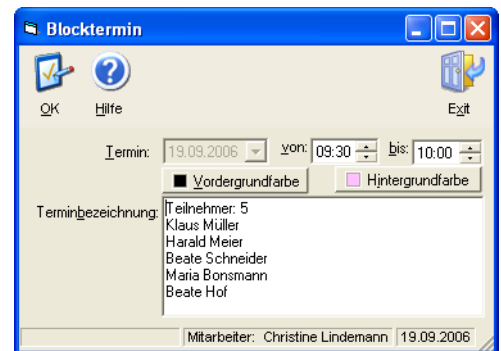 Blocktermin
OK Hilfe Exit
Termin: 19.09.2006 von: 09:30 bis: 10:00
Vordergrundfarbe Hintergrundfarbe
Terminbezeichnung: Teilnehmer: 5
Klaus Müller
Harald Meier
Beate Schneider
Maria Bonsmann
Beate Hof
Mitarbeiter: Christine Lindemann 19.09.2006